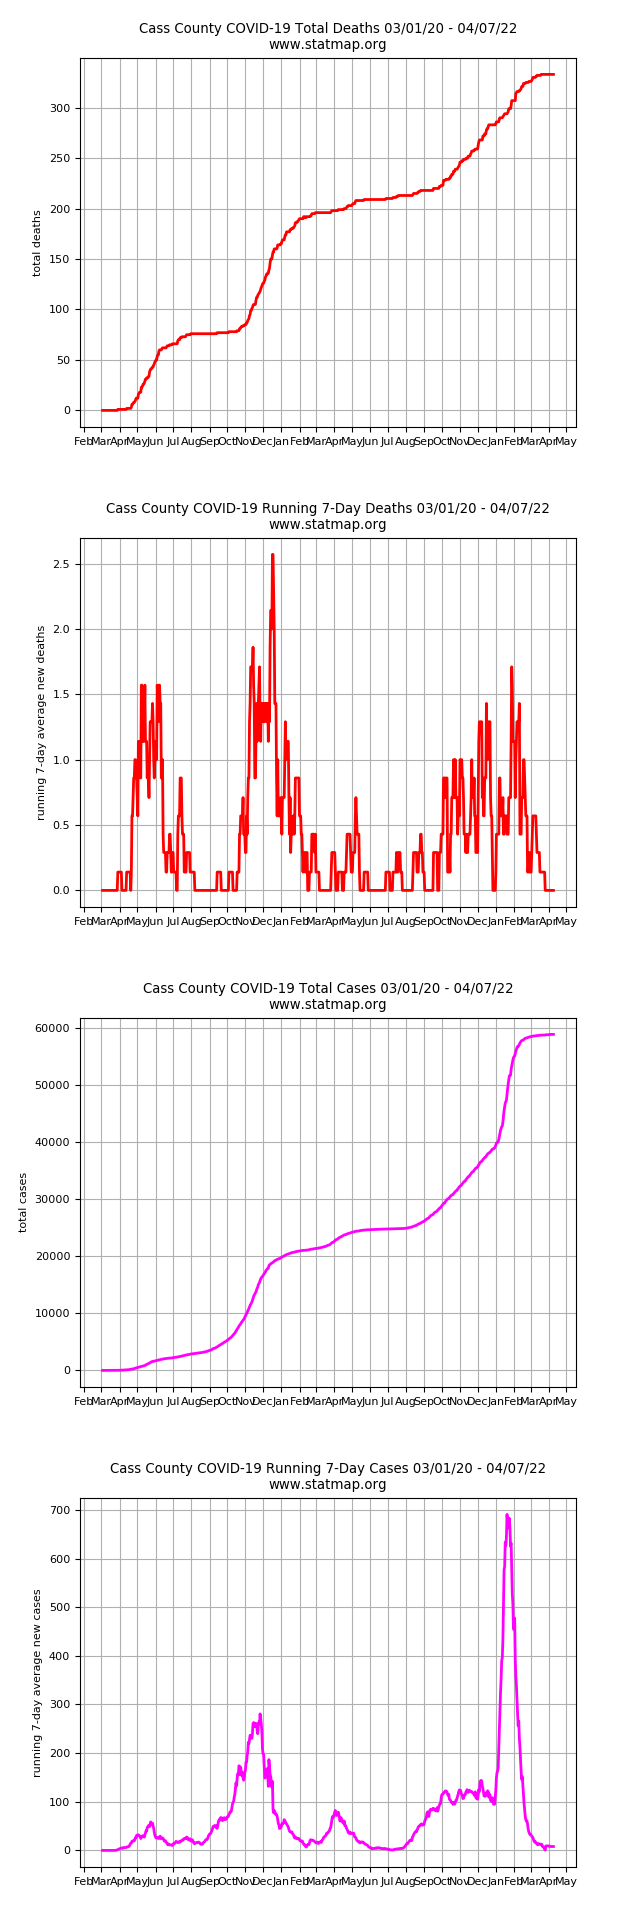 Cass County COVID-19 Total Deaths 03/01/20 - 04/07/22
www.statmap.org
total deaths
300
250
200
150
100
50
0
Feb Mar Apr May Jun Jul Aug Sep Oct Nov Dec Jan Feb Mar Apr May Jun Jul Aug Sep Oct Nov Dec Jan Feb Mar Apr May
Cass County COVID-19 Running 7-Day Deaths 03/01/20 - 04/07/22
www.statmap.org
running 7-day average new deaths
2.5
2.0
1.5
1.0
0.5
0.0
Feb Mar Apr May Jun Jul Aug Sep Oct Nov Dec Jan Feb Mar Apr May Jun Jul Aug Sep Oct Nov Dec Jan Feb Mar Apr May
Cass County COVID-19 Total Cases 03/01/20 - 04/07/22
www.statmap.org
total cases
60000
50000
40000
30000
20000
10000
0
Feb Mar Apr May Jun Jul Aug Sep Oct Nov Dec Jan Feb Mar Apr May Jun Jul Aug Sep Oct Nov Dec Jan Feb Mar Apr May
Cass County COVID-19 Running 7-Day Cases 03/01/20 - 04/07/22
www.statmap.org
running 7-day average new cases
700
600
500
400
300
200
100
0
Feb Mar Apr May Jun Jul Aug Sep Oct Nov Dec Jan Feb Mar Apr May Jun Jul Aug Sep Oct Nov Dec Jan Feb Mar Apr May